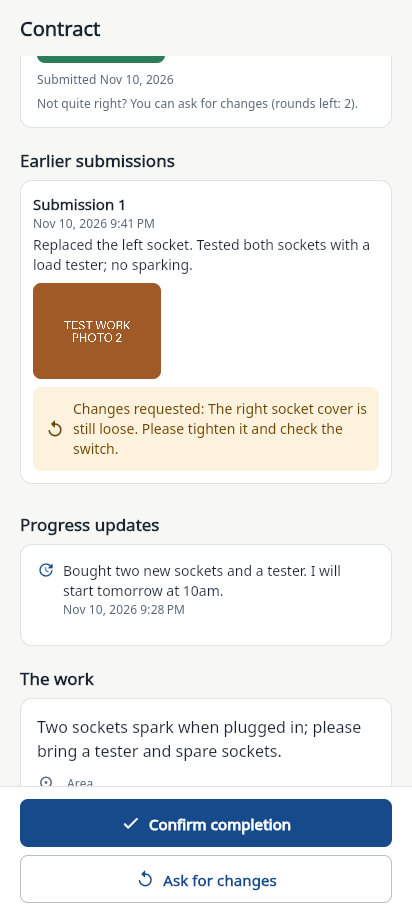 Contract
Submitted Nov 10, 2026
Not quite right? You can ask for changes (rounds left: 2).
Earlier submissions
Submission 1
Nov 10, 2026 9:41 PM
Replaced the left socket. Tested both sockets with a
load tester; no sparking.
TEST WORK
PHOTO 2
Changes requested: The right socket cover is
still loose. Please tighten it and check the
switch.
Progress updates
Bought two new sockets and a tester. I will
start tomorrow at 10am.
Nov 10, 2026 9:28 PM
The work
Two sockets spark when plugged in; please
bring a tester and spare sockets.
Area
Confirm completion
Ask for changes